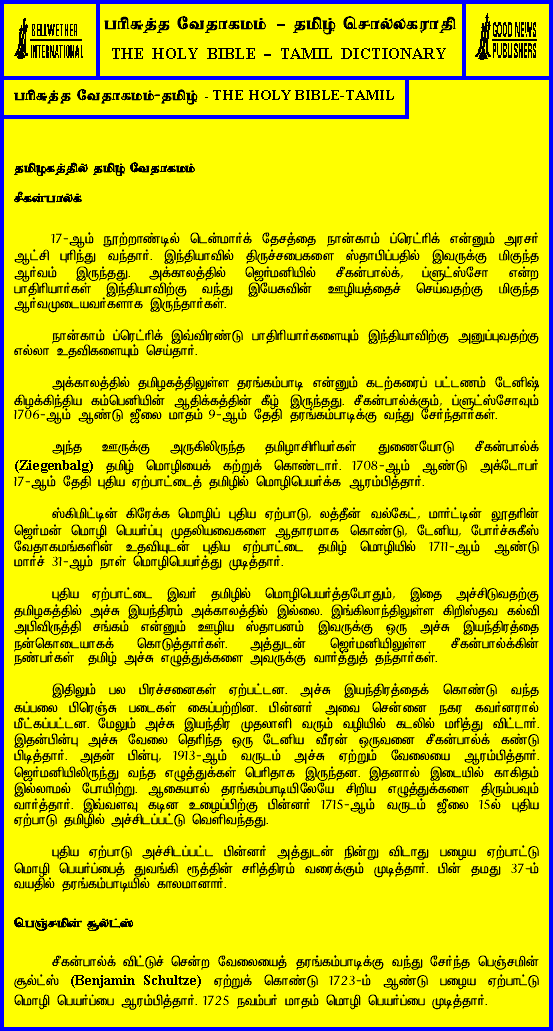 BELLWETHER
INTERNATIONAL
பரிசுத்த வேதாகமம் – தமிழ் சொல்லகராதி
THE HOLY BIBLE – TAMIL DICTIONARY
GOOD NEWS
PUBLISHERS
பரிசுத்த வேதாகமம்-தமிழ் - THE HOLY BIBLE-TAMIL
தமிழகத்தில் தமிழ் வேதாகமம்
சீகன்பால்க்
17-ஆம் நூற்றாண்டில் டென்மார்க் தேசத்தை நான்காம் ப்ரெட்ரிக் என்னும் அரசர்
ஆட்சி புரிந்து வந்தார். இந்தியாவில் திருச்சபைகளை ஸ்தாபிப்பதில் இவருக்கு மிகுந்த
ஆர்வம் இருந்தது. அக்காலத்தில் ஜெர்மனியில் சீகன்பால்க், ப்ளுட்ஸ்சோ என்ற
பாதிரியார்கள் இந்தியாவிற்கு வந்து இயேசுவின் ஊழியத்தைச் செய்வதற்கு மிகுந்த
ஆர்வமுடையவர்களாக இருந்தார்கள்.
நான்காம் ப்ரெட்ரிக் இவ்விரண்டு பாதிரியார்களையும் இந்தியாவிற்கு அனுப்புவதற்கு
எல்லா உதவிகளையும் செய்தார்.
அக்காலத்தில் தமிழகத்திலுள்ள தரங்கம்பாடி என்னும் கடற்கரைப் பட்டணம் டேனிஷ்
கிழக்கிந்திய கம்பெனியின் ஆதிக்கத்தின் கீழ் இருந்தது. சீகன்பால்க்கும், ப்ளுட்ஸ்சோவும்
1706-ஆம் ஆண்டு ஜூலை மாதம் 9-ஆம் தேதி தரங்கம்பாடிக்கு வந்து சேர்ந்தார்கள்.
அந்த ஊருக்கு அருகிலிருந்த தமிழாசிரியர்கள் துணையோடு சீகன்பால்க்
(Ziegenbalg) தமிழ் மொழியைக் கற்றுக் கொண்டார். 1708-ஆம் ஆண்டு அக்டோபர்
17-ஆம் தேதி புதிய ஏற்பாட்டைத் தமிழில் மொழிபெயர்க்க ஆரம்பித்தார்.
ஸ்கிமிட்டின் கிரேக்க மொழிப் புதிய ஏற்பாடு, லத்தீன் வல்கேட், மார்ட்டின் லூதரின்
ஜெர்மன் மொழி பெயர்ப்பு முதலியவைகளை ஆதாரமாக கொண்டு, டேனிய, போர்ச்சுகீஸ்
வேதாகமங்களின் உதவியுடன் புதிய ஏற்பாட்டை தமிழ் மொழியில் 1711-ஆம் ஆண்டு
மார்ச் 31-ஆம் நாள் மொழிபெயர்த்து முடித்தார்.
புதிய ஏற்பாட்டை இவர் தமிழில் மொழிபெயர்த்தபோதும், இதை அச்சிடுவதற்கு
தமிழகத்தில் அச்சு இயந்திரம் அக்காலத்தில் இல்லை. இங்கிலாந்திலுள்ள கிறிஸ்தவ கல்வி
அபிவிருத்தி சங்கம் என்னும் ஊழிய ஸ்தாபனம் இவருக்கு ஒரு அச்சு இயந்திரத்தை
நன்கொடையாகக் கொடுத்தார்கள். அத்துடன் ஜெர்மனியிலுள்ள சீகன்பால்க்கின்
நண்பர்கள் தமிழ் அச்சு எழுத்துக்களை அவருக்கு வார்த்துத் தந்தார்கள்.
இதிலும் பல பிரச்சனைகள் ஏற்பட்டன. அச்சு இயந்திரத்தைக் கொண்டு வந்த
கப்பலை பிரெஞ்சு படைகள் கைப்பற்றின. பின்னர் அவை சென்னை நகர கவர்னரால்
மீட்கப்பட்டன. மேலும் அச்சு இயந்திர முதலாளி வரும் வழியில் கடலில் மரித்து விட்டார்.
இதன்பின்பு அச்சு வேலை தெரிந்த ஒரு டேனிய வீரன் ஒருவனை சீகன்பால்க் கண்டு
பிடித்தார். அதன் பின்பு, 1913-ஆம் வருடம் அச்சு ஏற்றும் வேலையை ஆரம்பித்தார்.
ஜெர்மனியிலிருந்து வந்த எழுத்துக்கள் பெரிதாக இருந்தன. இதனால் இடையில் காகிதம்
இல்லாமல் போயிற்று. ஆகையால் தரங்கம்பாடியிலேயே சிறிய எழுத்துக்களை திரும்பவும்
வார்த்தார். இவ்வளவு கடின உழைப்பிற்கு பின்னர் 1715-ஆம் வருடம் ஜூலை 15ல் புதிய
ஏற்பாடு தமிழில் அச்சிடப்பட்டு வெளிவந்தது.
புதிய ஏற்பாடு அச்சிடப்பட்ட பின்னர் அத்துடன் நின்று விடாது பழைய ஏற்பாட்டு
மொழி பெயர்ப்பைத் துவங்கி ரூத்தின் சரித்திரம் வரைக்கும் முடித்தார். பின் தமது 37-ம்
வயதில் தரங்கம்பாடியில் காலமானார்.
பெஞ்சமின் சூல்ட்ஸ்
சீகன்பால்க் விட்டுச் சென்ற வேலையைத் தரங்கம்பாடிக்கு வந்து சேர்ந்த பெஞ்சமின்
சூல்ட்ஸ் (Benjamin Schultze) ஏற்றுக் கொண்டு 1723-ம் ஆண்டு பழைய ஏற்பாட்டு
மொழி பெயர்ப்பை ஆரம்பித்தார். 1725 நவம்பர் மாதம் மொழி பெயர்ப்பை முடித்தார்.